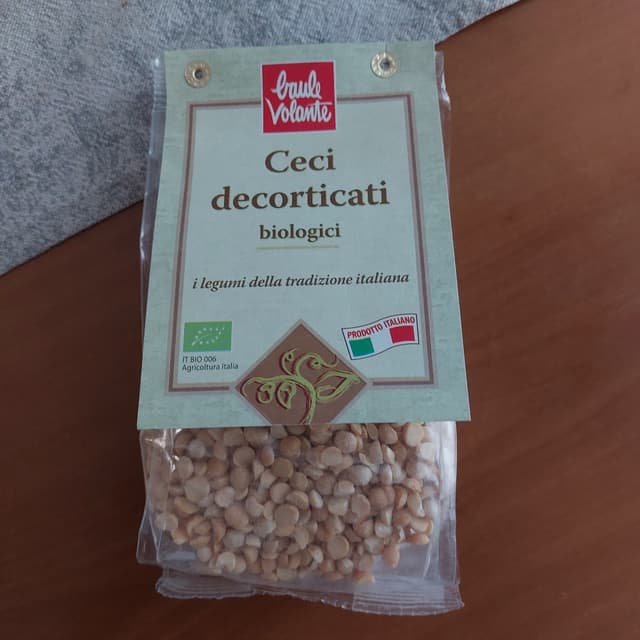 baule
volante
Ceci
decorticati
biologici
i legumi della tradizione italiana
PRODOTTO ITALIANO
IT BIO 006
Agricoltura Italia